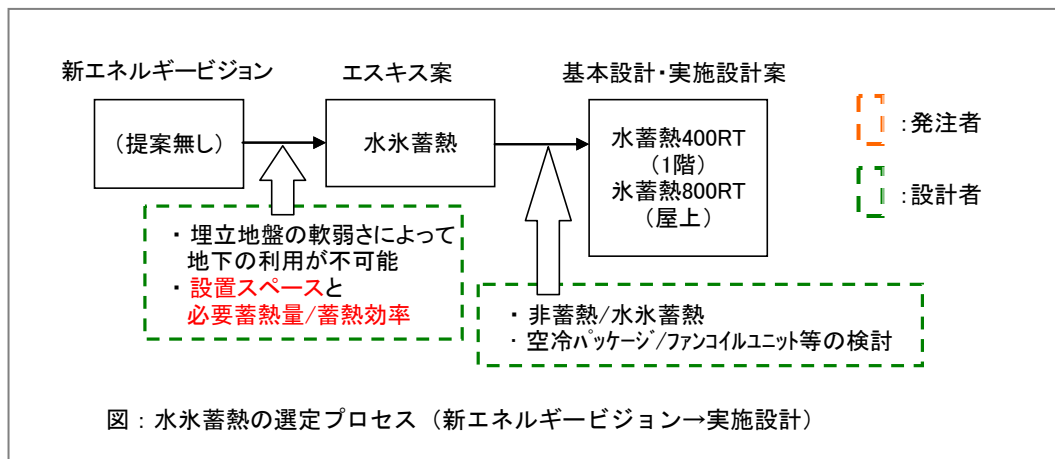 新エネルギービジョン
エスキス案
基本設計・実施設計案
(提案無し)
水氷蓄熱
水蓄熱400RT
(1階)
氷蓄熱800RT
(屋上)
:発注者
:設計者
・埋立地盤の軟弱さによって
地下の利用が不可能
・設置スペースと
必要蓄熱量/蓄熱効率
・非蓄熱/水氷蓄熱
・空冷パッケージ/ファンコイルユニット等の検討
図：水氷蓄熱の選定プロセス（新エネルギービジョン→実施設計）